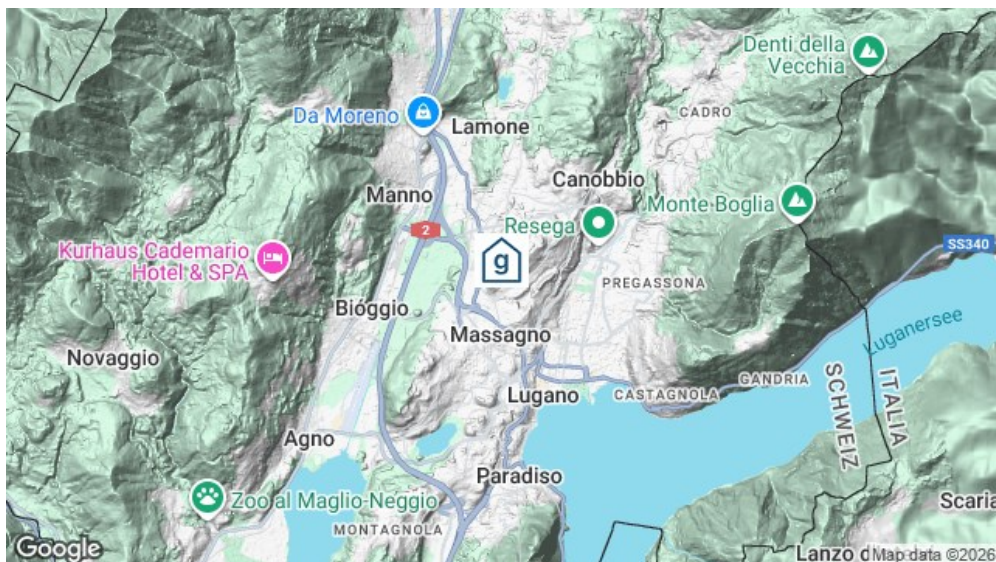 Denti della
Vecchia
CADRO
Da Moreno
Lamone
Canobbio
Manno
Monte Boglia
Resega
2
g
Kurhaus Cademario
Hotel & SPA
SS340
PREGASSONA
Bióggio
Luganersee
Massagno
Novaggio
GANDRIA
SCHWEIZ
ITALIA
Lugano
CASTAGNOLA
Agno
Paradiso
Zoo al Maglio-Neggio
Scaria
MONTAGNOLA
Google
Lanzo d
Map data ©2026